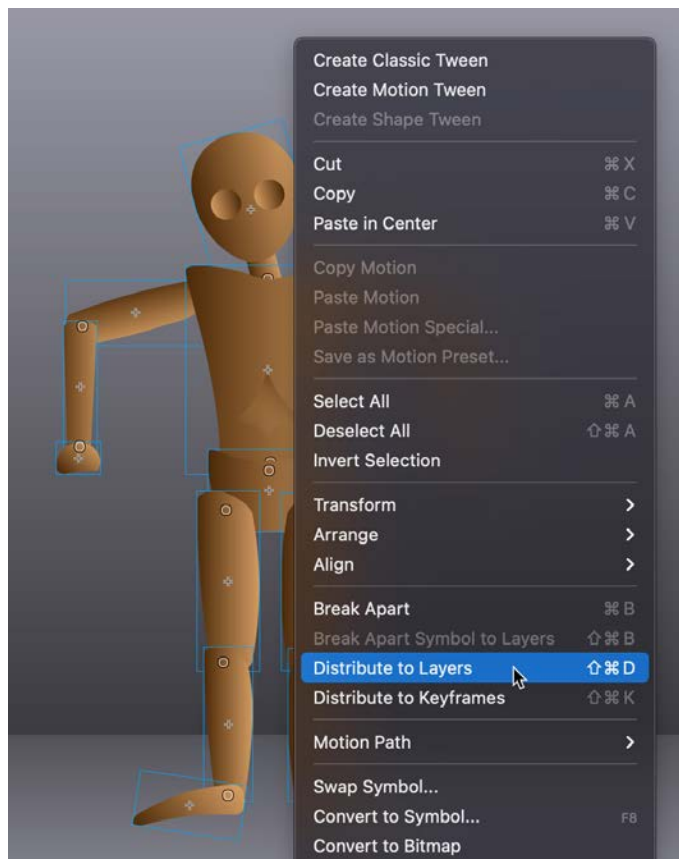 Create Classic Tween
Create Motion Tween
Create Shape Tween
Cut ⌘ X
Copy ⌘ C
Paste in Center ⌘ V
Copy Motion
Paste Motion
Paste Motion Special...
Save as Motion Preset...
Select All ⌘ A
Deselect All ⇧⌘ A
Invert Selection
Transform
Arrange
Align
Break Apart ⌘ B
Break Apart Symbol to Layers ⇧⌘ B
Distribute to Layers ⇧⌘ D
Distribute to Keyframes ⇧⌘ K
Motion Path
Swap Symbol...
Convert to Symbol... F8
Convert to Bitmap